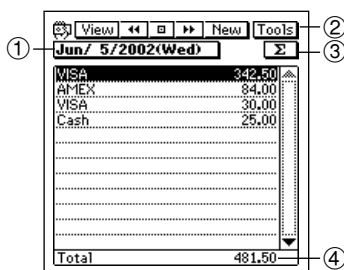 View New Tools ②
① Jun/ 5/2002(Wed) Σ ③
VISA 342.50
AMEX 84.00
VISA 30.00
Cash 25.00
Total 481.50 ④